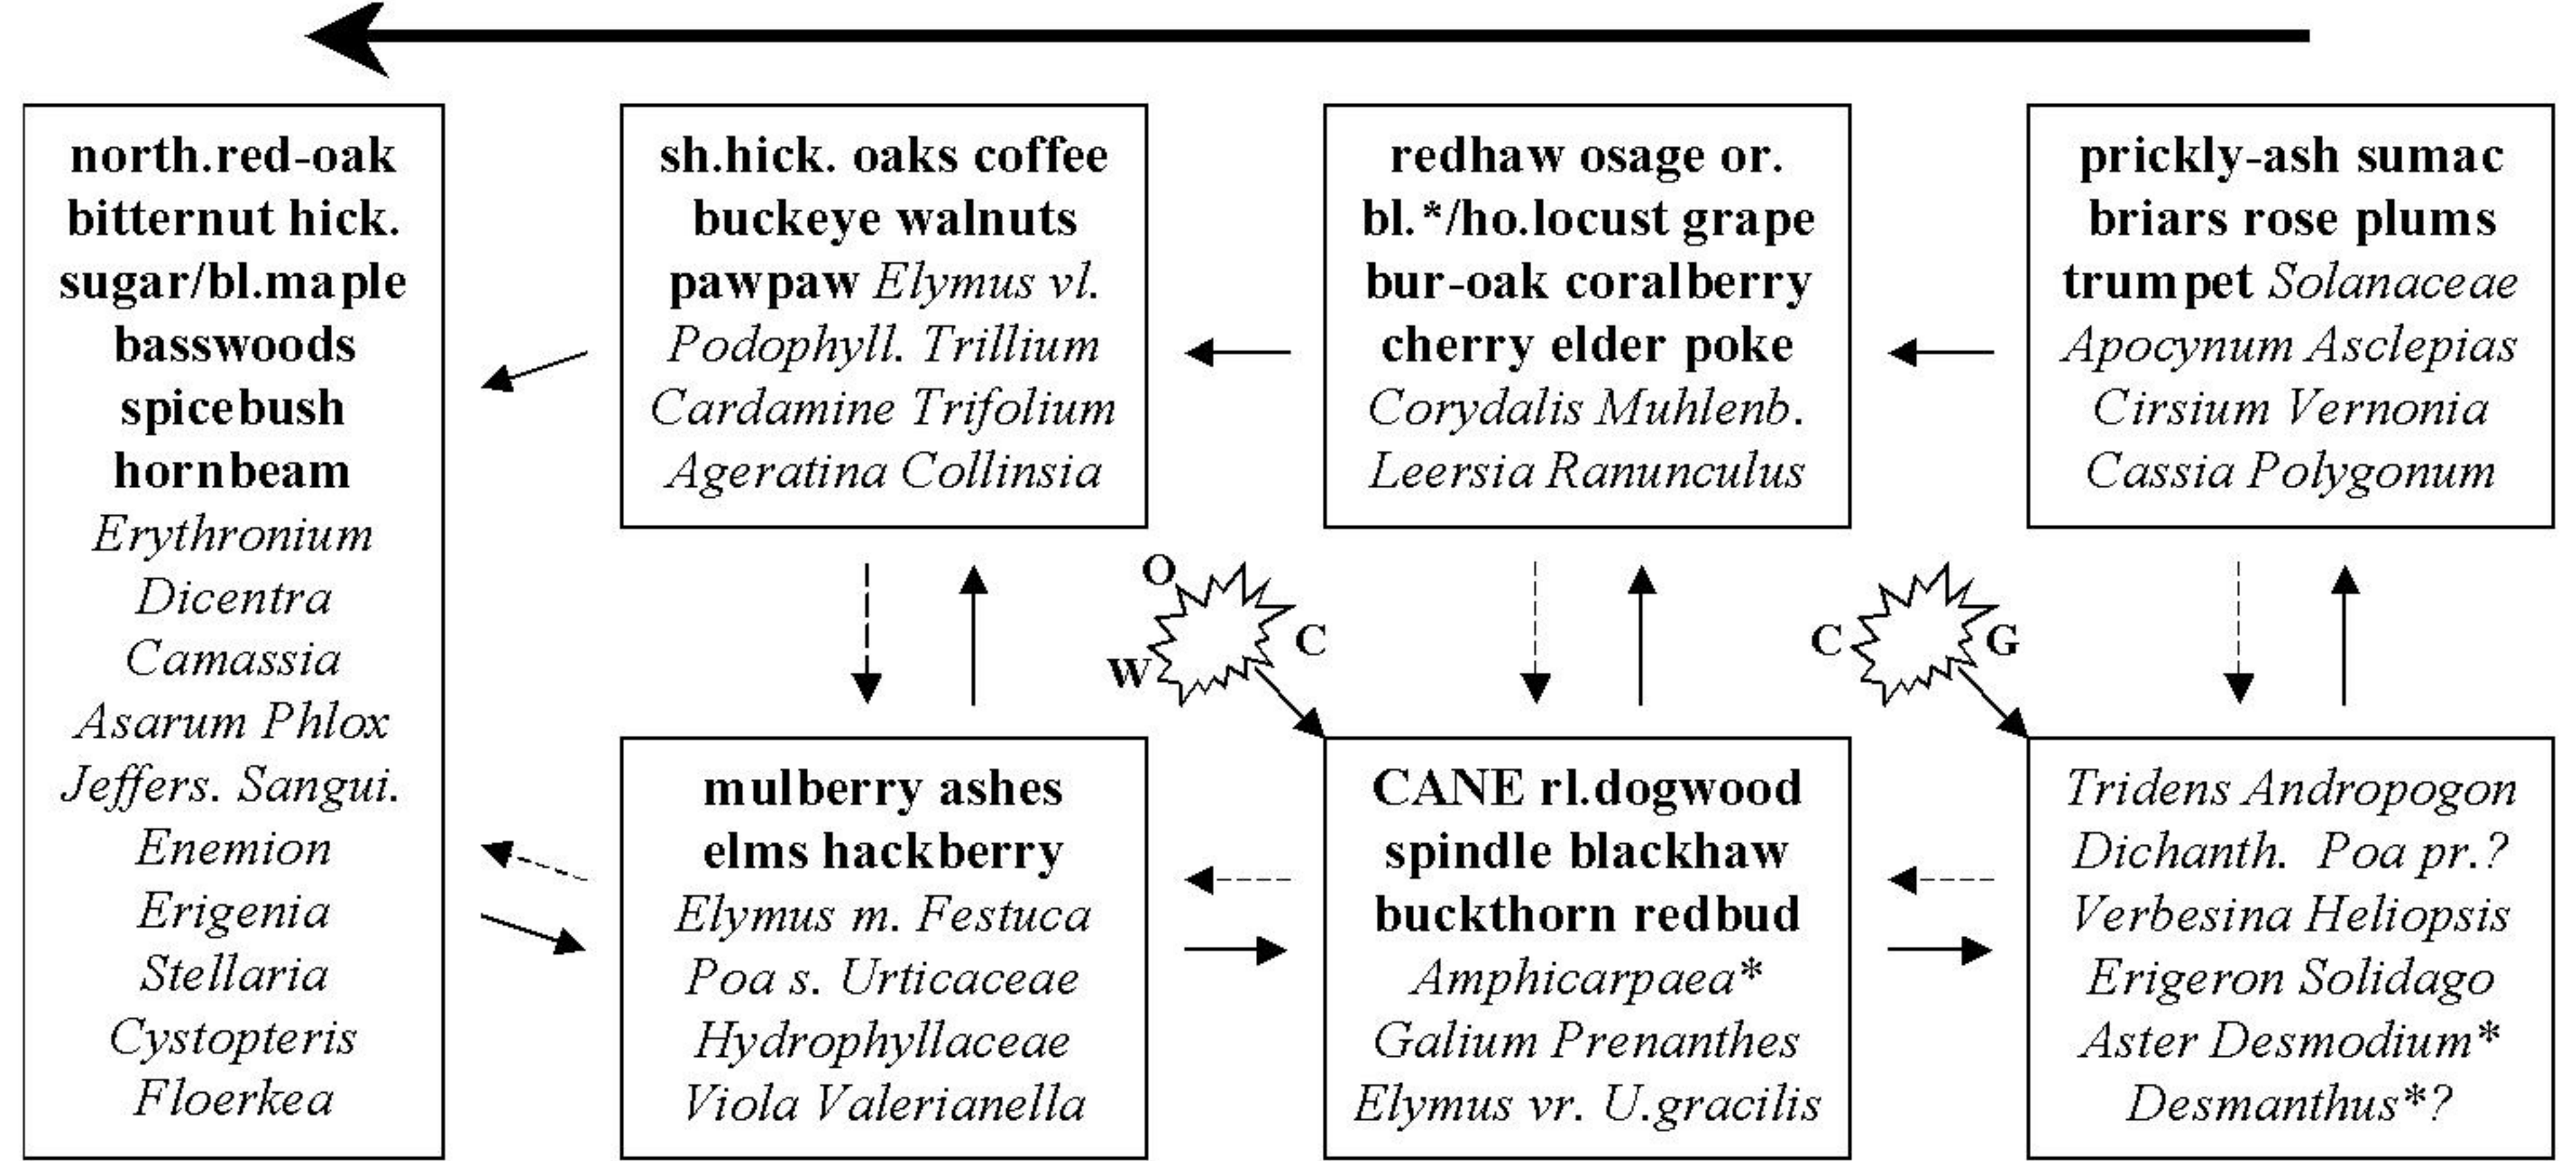 north.red-oak
bitternut hick.
sugar/bl.maple
basswoods
spicebush
hornbeam
Erythronium
Dicentra
Camassia
Asarum Phlox
Jeffers. Sangui.
Enemion
Erigenia
Stellaria
Cystopteris
Floerkea
sh.hick. oaks coffee
buckeye walnuts
pawpaw Elymus vl.
Podophyll. Trillium
Cardamine Trifolium
Ageratina Collinsia
redhaw osage or.
bl.*/ho.locust grape
bur-oak coralberry
cherry elder poke
Corydalis Muhlenb.
Leersia Ranunculus
prickly-ash sumac
briars rose plums
trumpet Solanaceae
Apocynum Asclepias
Cirsium Vernonia
Cassia Polygonum
O
W
C
C
G
mulberry ashes
elms hackberry
Elymus m. Festuca
Poa s. Urticaceae
Hydrophyllaceae
Viola Valerianella
CANE rl.dogwood
spindle blackhaw
buckthorn redbud
Amphicarpaea*
Galium Prenanthes
Elymus vr. U.gracilis
Tridens Andropogon
Dichanth. Poa pr.?
Verbesina Heliopsis
Erigeron Solidago
Aster Desmodium*
Desmanthus*?